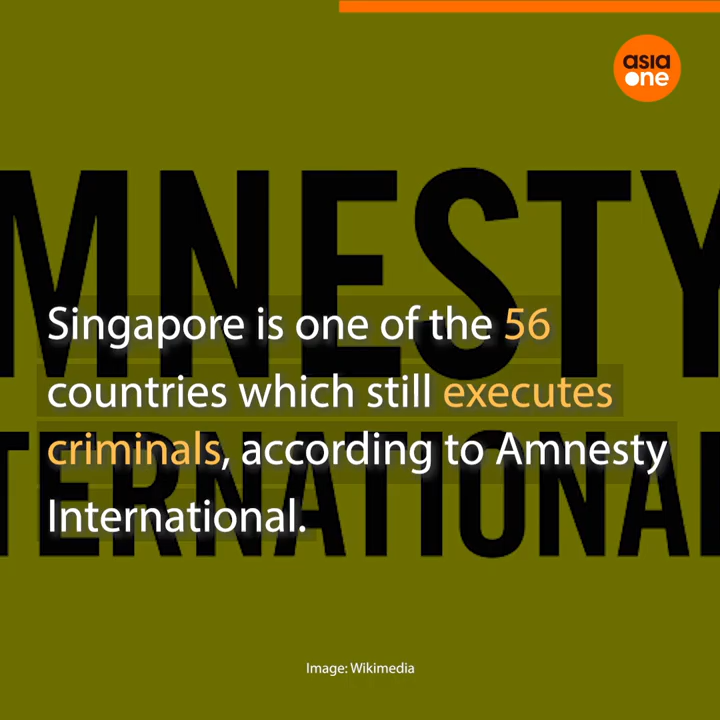 asia
one
MNESTY
TERNATIONAL
Singapore is one of the 56
countries which still executes
criminals, according to Amnesty
International.
Image: Wikimedia